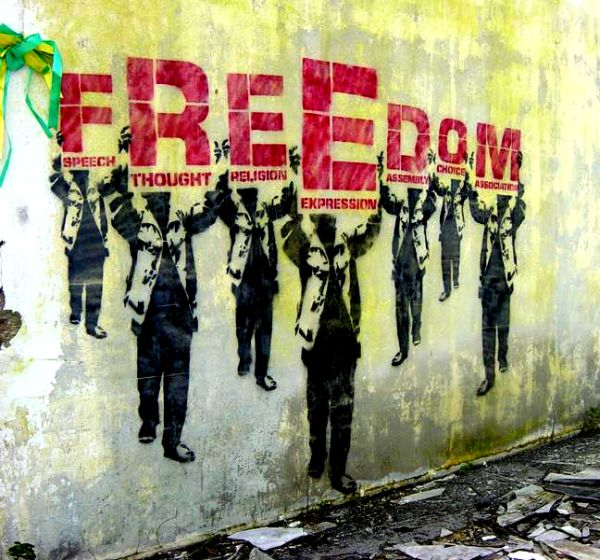 FREEDOM
SPEECH
THOUGHT
RELIGION
EXPRESSION
ASSEMBLY
CHOICE
ASSOCIATION